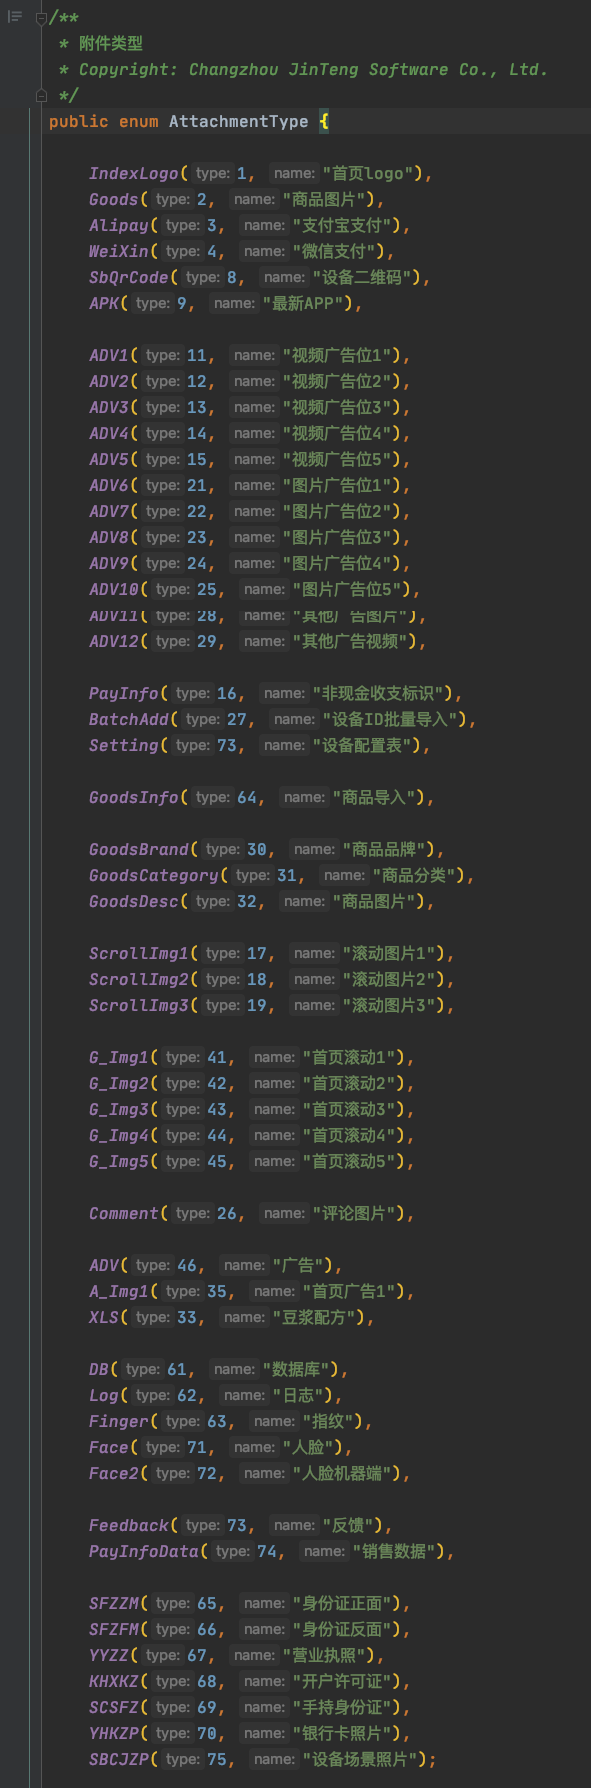 /**
 * 附件类型
 * Copyright: Changzhou JinTeng Software Co., Ltd.
 */
public enum AttachmentType {
IndexLogo( type: 1, name: "首页logo"),
Goods( type: 2, name: "商品图片"),
Alipay( type: 3, name: "支付宝支付"),
WeiXin( type: 4, name: "微信支付"),
SbQrCode( type: 8, name: "设备二维码"),
APK( type: 9, name: "最新APP"),
ADV1( type: 11, name: "视频广告位1"),
ADV2( type: 12, name: "视频广告位2"),
ADV3( type: 13, name: "视频广告位3"),
ADV4( type: 14, name: "视频广告位4"),
ADV5( type: 15, name: "视频广告位5"),
ADV6( type: 21, name: "图片广告位1"),
ADV7( type: 22, name: "图片广告位2"),
ADV8( type: 23, name: "图片广告位3"),
ADV9( type: 24, name: "图片广告位4"),
ADV10( type: 25, name: "图片广告位5"),
ADV11( type: 28, name: "其他广告图片"),
ADV12( type: 29, name: "其他广告视频"),
PayInfo( type: 16, name: "非现金收支标识"),
BatchAdd( type: 27, name: "设备ID批量导入"),
Setting( type: 73, name: "设备配置表"),
GoodsInfo( type: 64, name: "商品导入"),
GoodsBrand( type: 30, name: "商品品牌"),
GoodsCategory( type: 31, name: "商品分类"),
GoodsDesc( type: 32, name: "商品图片"),
ScrollImg1( type: 17, name: "滚动图片1"),
ScrollImg2( type: 18, name: "滚动图片2"),
ScrollImg3( type: 19, name: "滚动图片3"),
G_Img1( type: 41, name: "首页滚动1"),
G_Img2( type: 42, name: "首页滚动2"),
G_Img3( type: 43, name: "首页滚动3"),
G_Img4( type: 44, name: "首页滚动4"),
G_Img5( type: 45, name: "首页滚动5"),
Comment( type: 26, name: "评论图片"),
ADV( type: 46, name: "广告"),
A_Img1( type: 35, name: "首页广告1"),
XLS( type: 33, name: "豆浆配方"),
DB( type: 61, name: "数据库"),
Log( type: 62, name: "日志"),
Finger( type: 63, name: "指纹"),
Face( type: 71, name: "人脸"),
Face2( type: 72, name: "人脸机器端"),
Feedback( type: 73, name: "反馈"),
PayInfoData( type: 74, name: "销售数据"),
SFZZM( type: 65, name: "身份证正面"),
SFZFM( type: 66, name: "身份证反面"),
YYZZ( type: 67, name: "营业执照"),
KHXKZ( type: 68, name: "开户许可证"),
SCSFZ( type: 69, name: "手持身份证"),
YHKZP( type: 70, name: "银行卡照片"),
SBCJZP( type: 75, name: "设备场景照片");